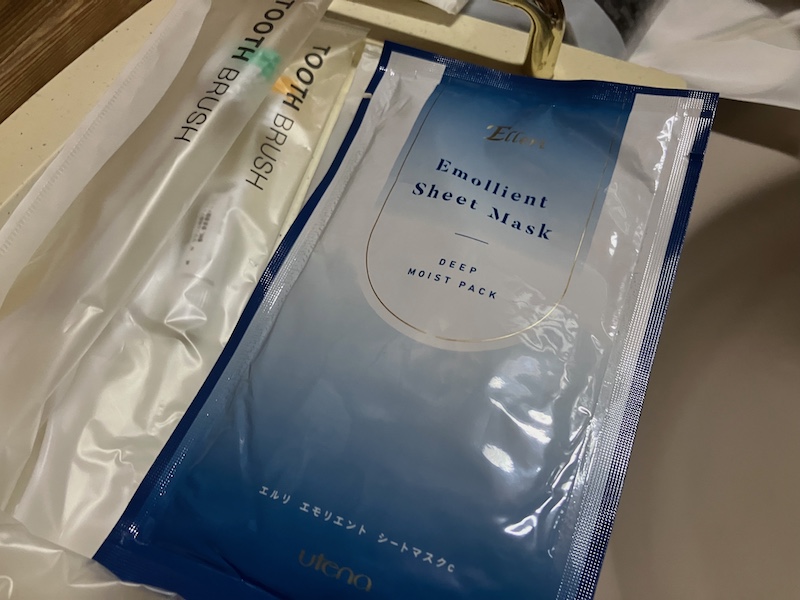 TOOTH BRUSH
TOOTH BRUSH
Emollient
Sheet Mask
DEEP
MOIST PACK
エルリ エモリエント シートマスクc
utena